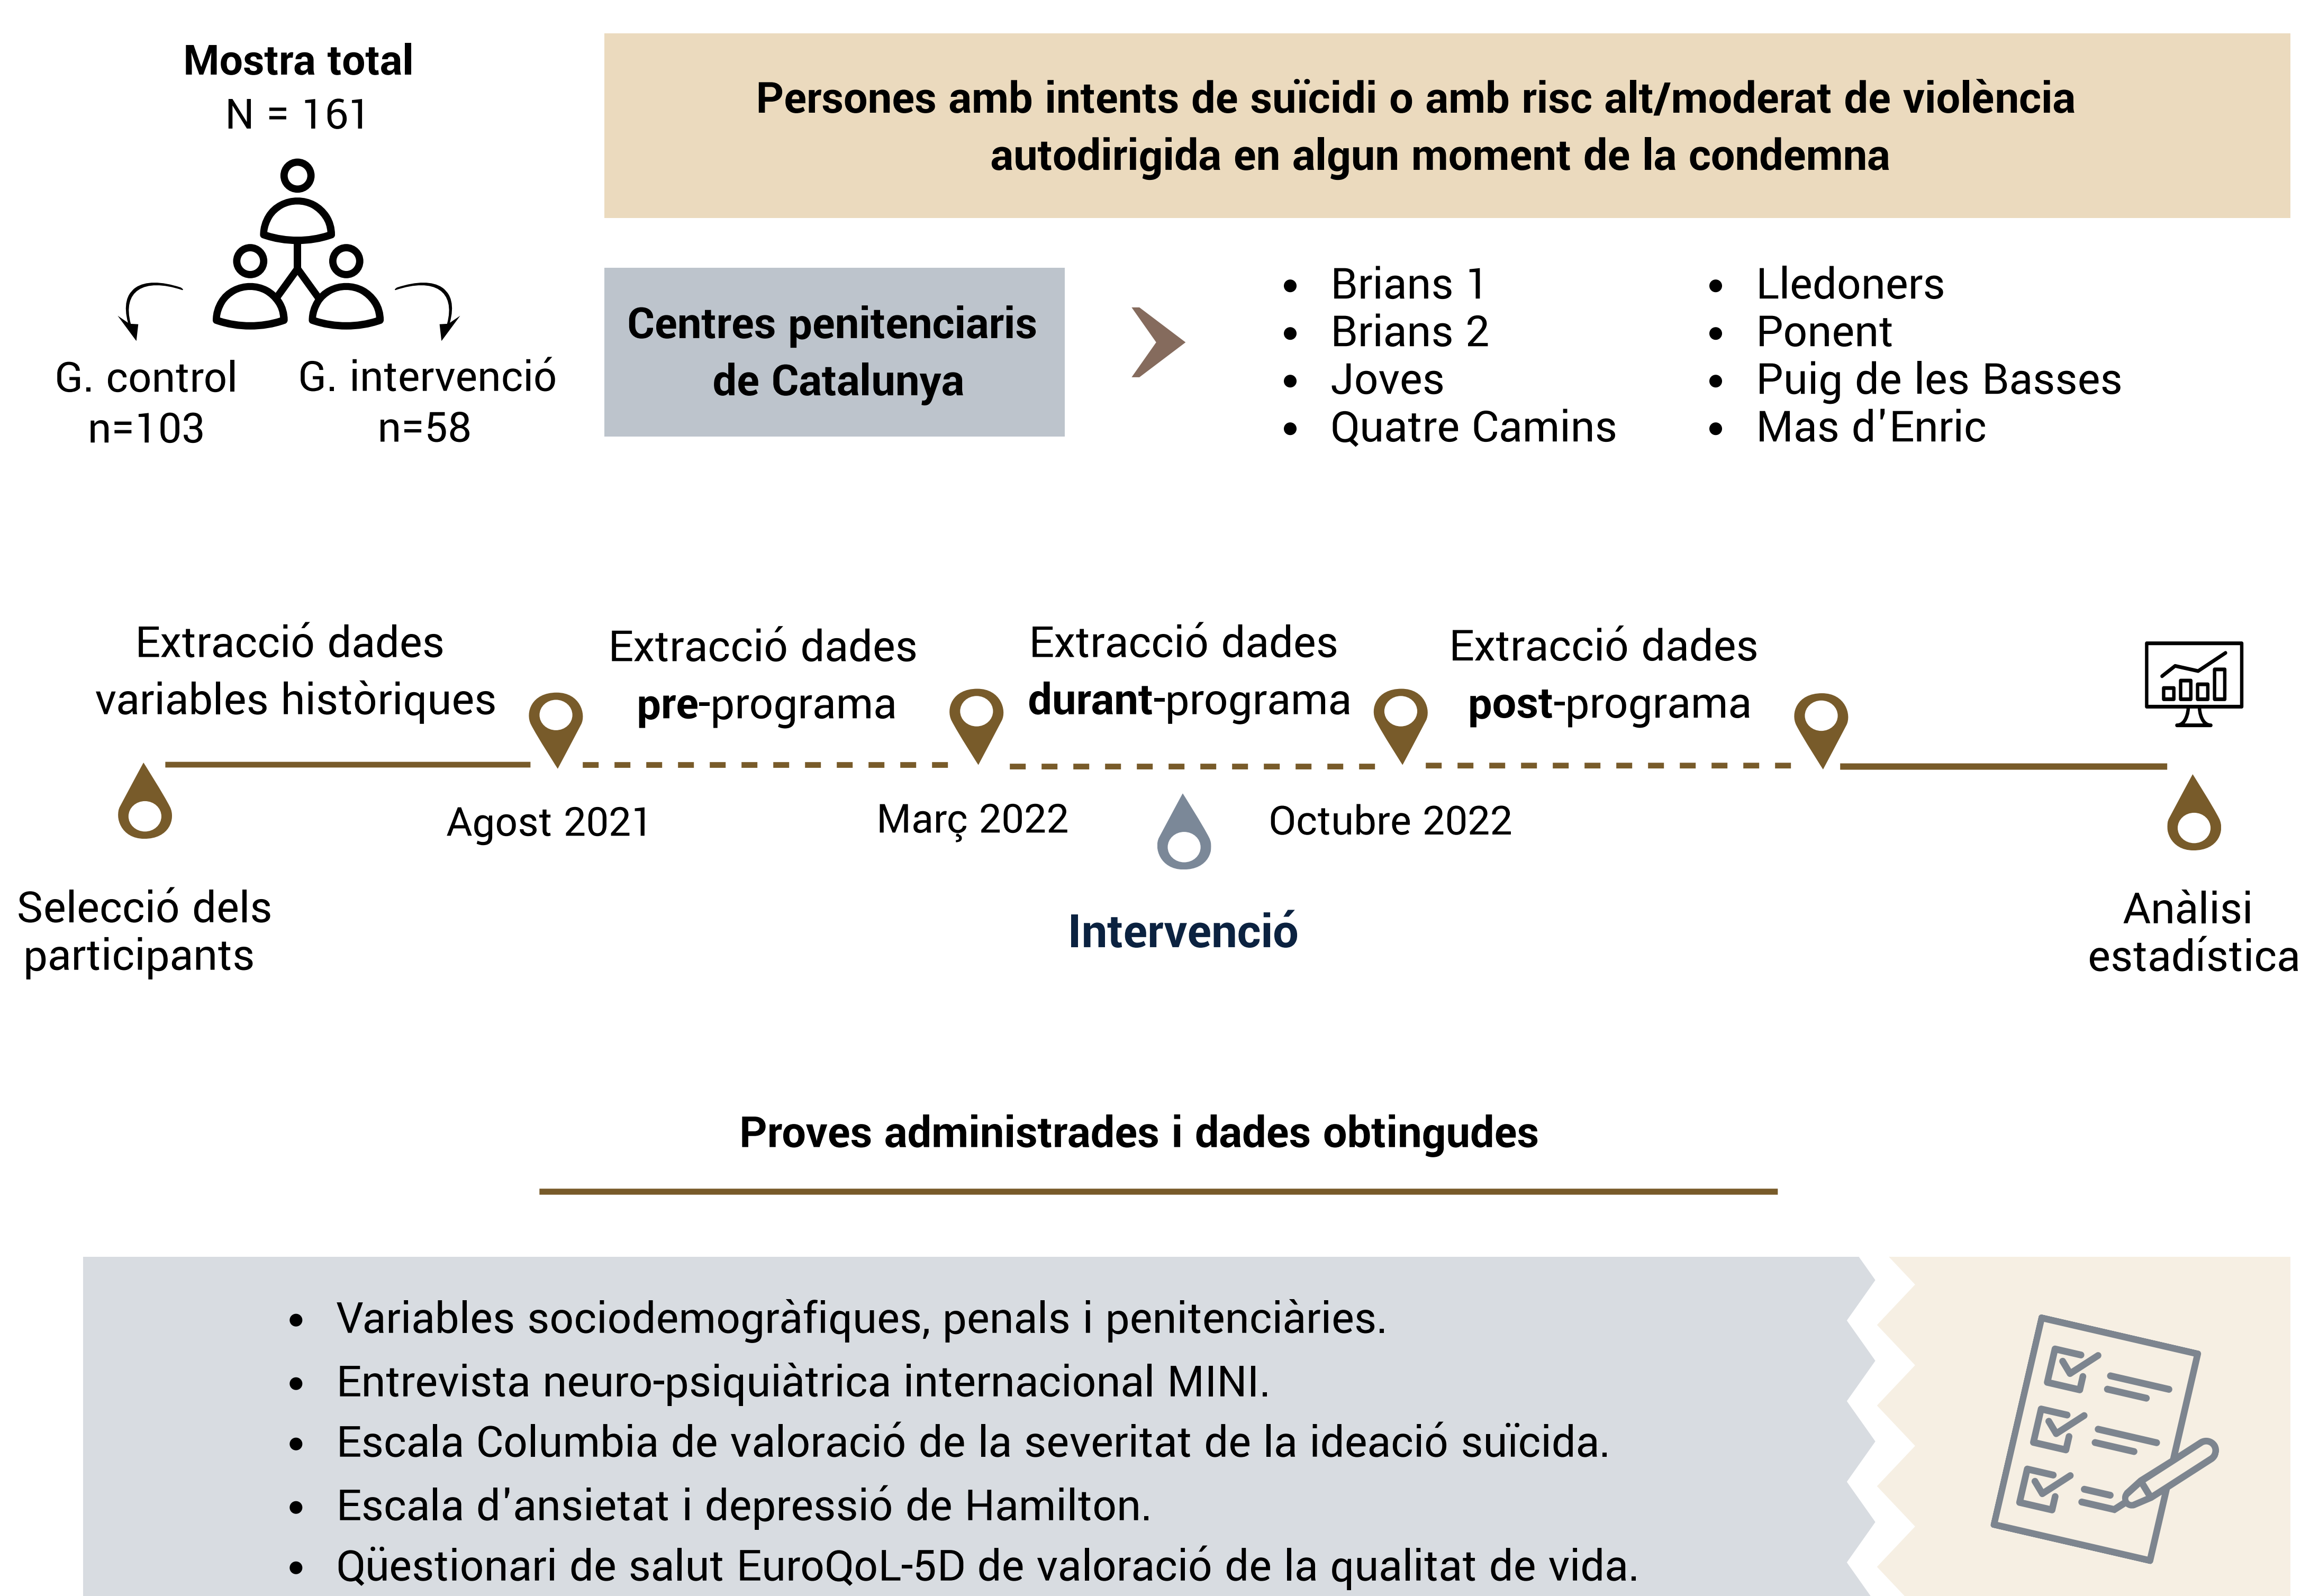 Mostra total
N = 161
G. control
n=103
G. intervenció
n=58
Persones amb intents de suïcidi o amb risc alt/moderat de violència
autodirigida en algun moment de la condemna
Centres penitenciaris
de Catalunya
• Brians 1
• Brians 2
• Joves
• Quatre Camins
• Lledoners
• Ponent
• Puig de les Basses
• Mas d'Enric
Extracció dades
variables històriques
Extracció dades
pre-programa
Extracció dades
durant-programa
Extracció dades
post-programa
Agost 2021
Març 2022
Octubre 2022
Selecció dels
participants
Intervenció
Anàlisi
estadística
Proves administrades i dades obtingudes
• Variables sociodemogràfiques, penals i penitenciàries.
• Entrevista neuro-psiquiàtrica internacional MINI.
• Escala Columbia de valoració de la severitat de la ideació suïcida.
• Escala d'ansietat i depressió de Hamilton.
• Qüestionari de salut EuroQoL-5D de valoració de la qualitat de vida.